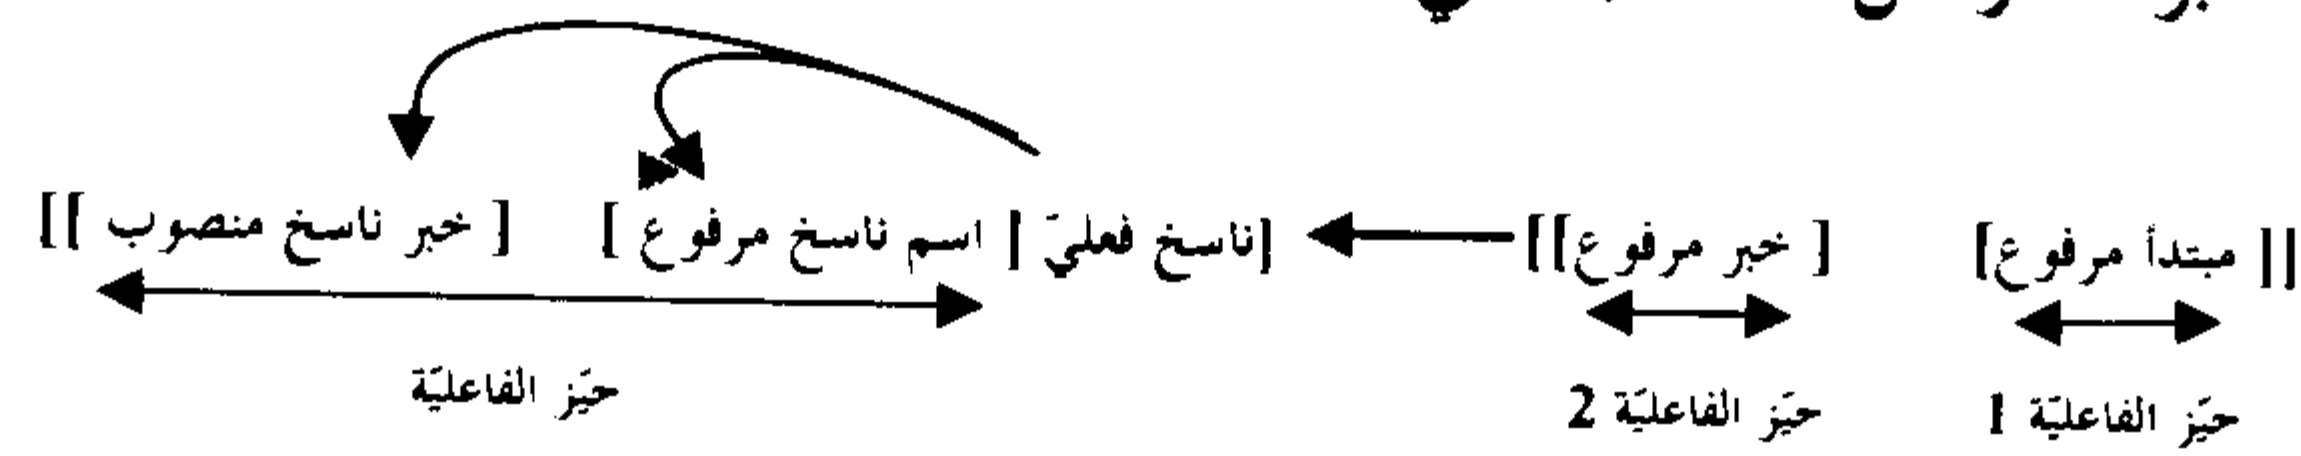 [[ مبتدأ مرفوع] [ خبر مرفوع]] [ناسخ فعليّ [ اسم ناسخ مرفوع ] [ خبر ناسخ منصوب ]]
حيّز الفاعليّة 1 حيّز الفاعليّة 2 حيّز الفاعليّة